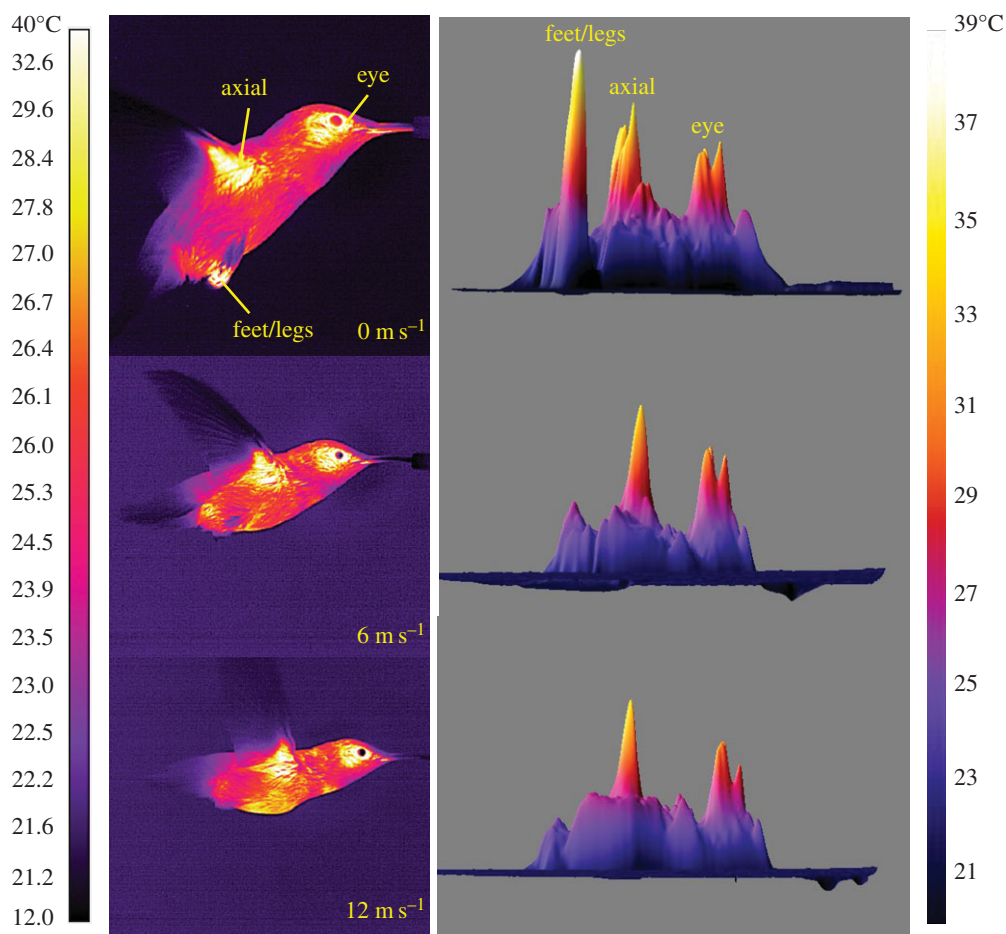 40°C
32.6
29.6
28.4
27.8
27.0
26.7
26.4
26.1
26.0
25.3
24.5
23.9
23.5
23.0
22.5
22.2
21.6
21.2
12.0
axial
eye
feet/legs
0 m s⁻¹
6 m s⁻¹
12 m s⁻¹
feet/legs
axial
eye
39°C
37
35
33
31
29
27
25
23
21